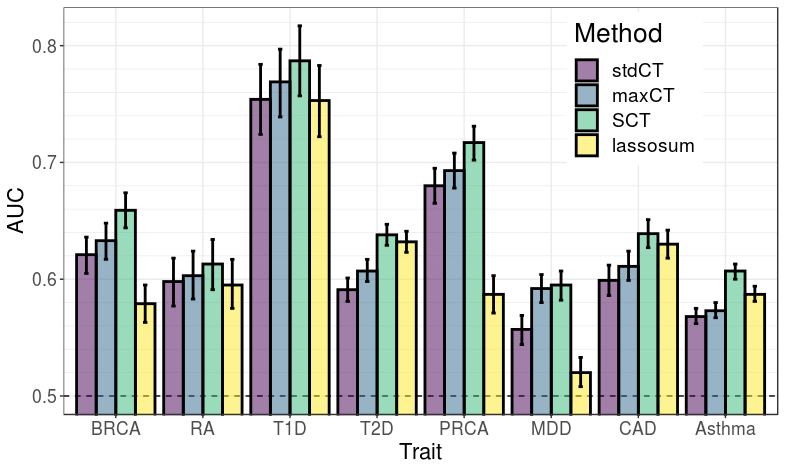 Method
stdCT
maxCT
SCT
lassosum
AUC
0.8
0.7
0.6
0.5
BRCA RA T1D T2D PRCA MDD CAD Asthma
Trait